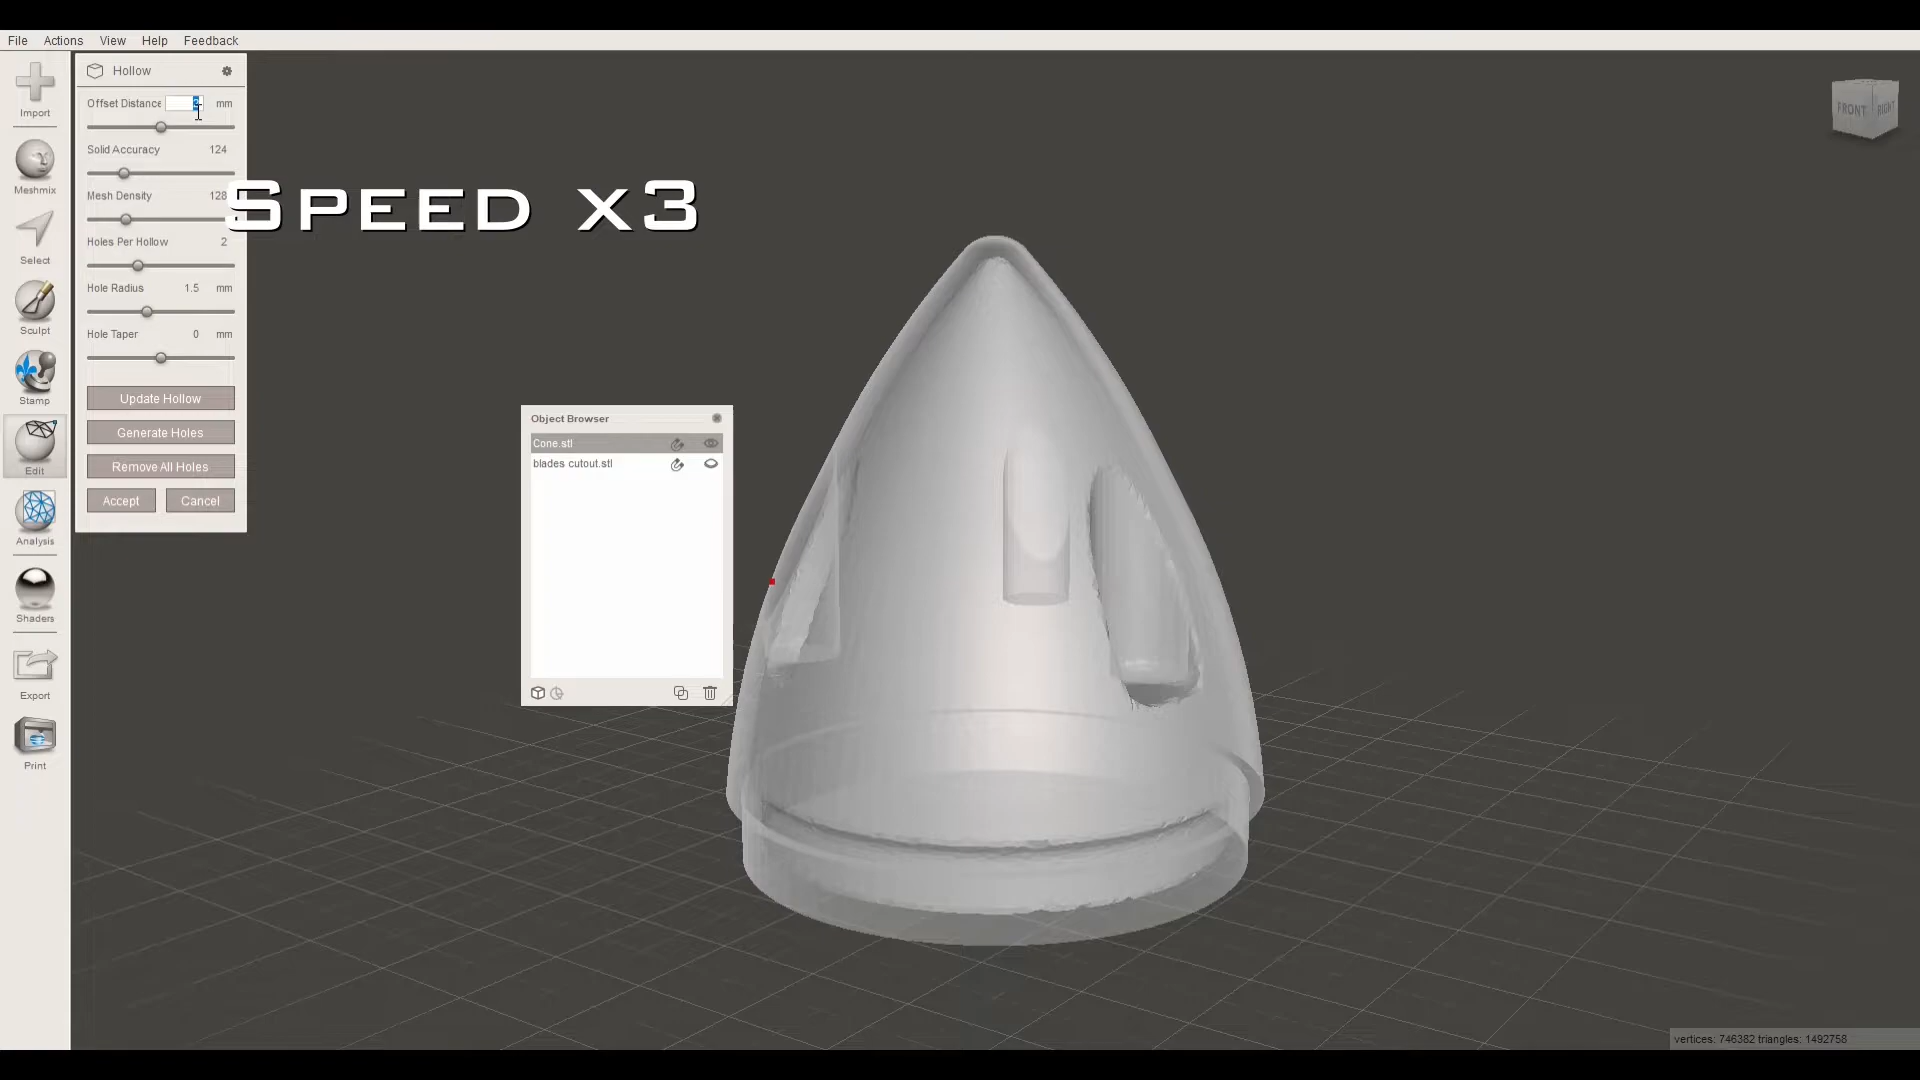 File Actions View Help Feedback
Import
Meshmix
Select
Sculpt
Stamp
Edit
Analysis
Shaders
Export
Print
Hollow
Offset Distance mm
Solid Accuracy 124
Mesh Density 128
Holes Per Hollow 2
Hole Radius 1.5 mm
Hole Taper 0 mm
Update Hollow
Generate Holes
Remove All Holes
Accept Cancel
Speed x3
Object Browser
Cone.stl
blades cutout.stl
FRONT RIGHT
vertices: 746382 triangles: 1492758